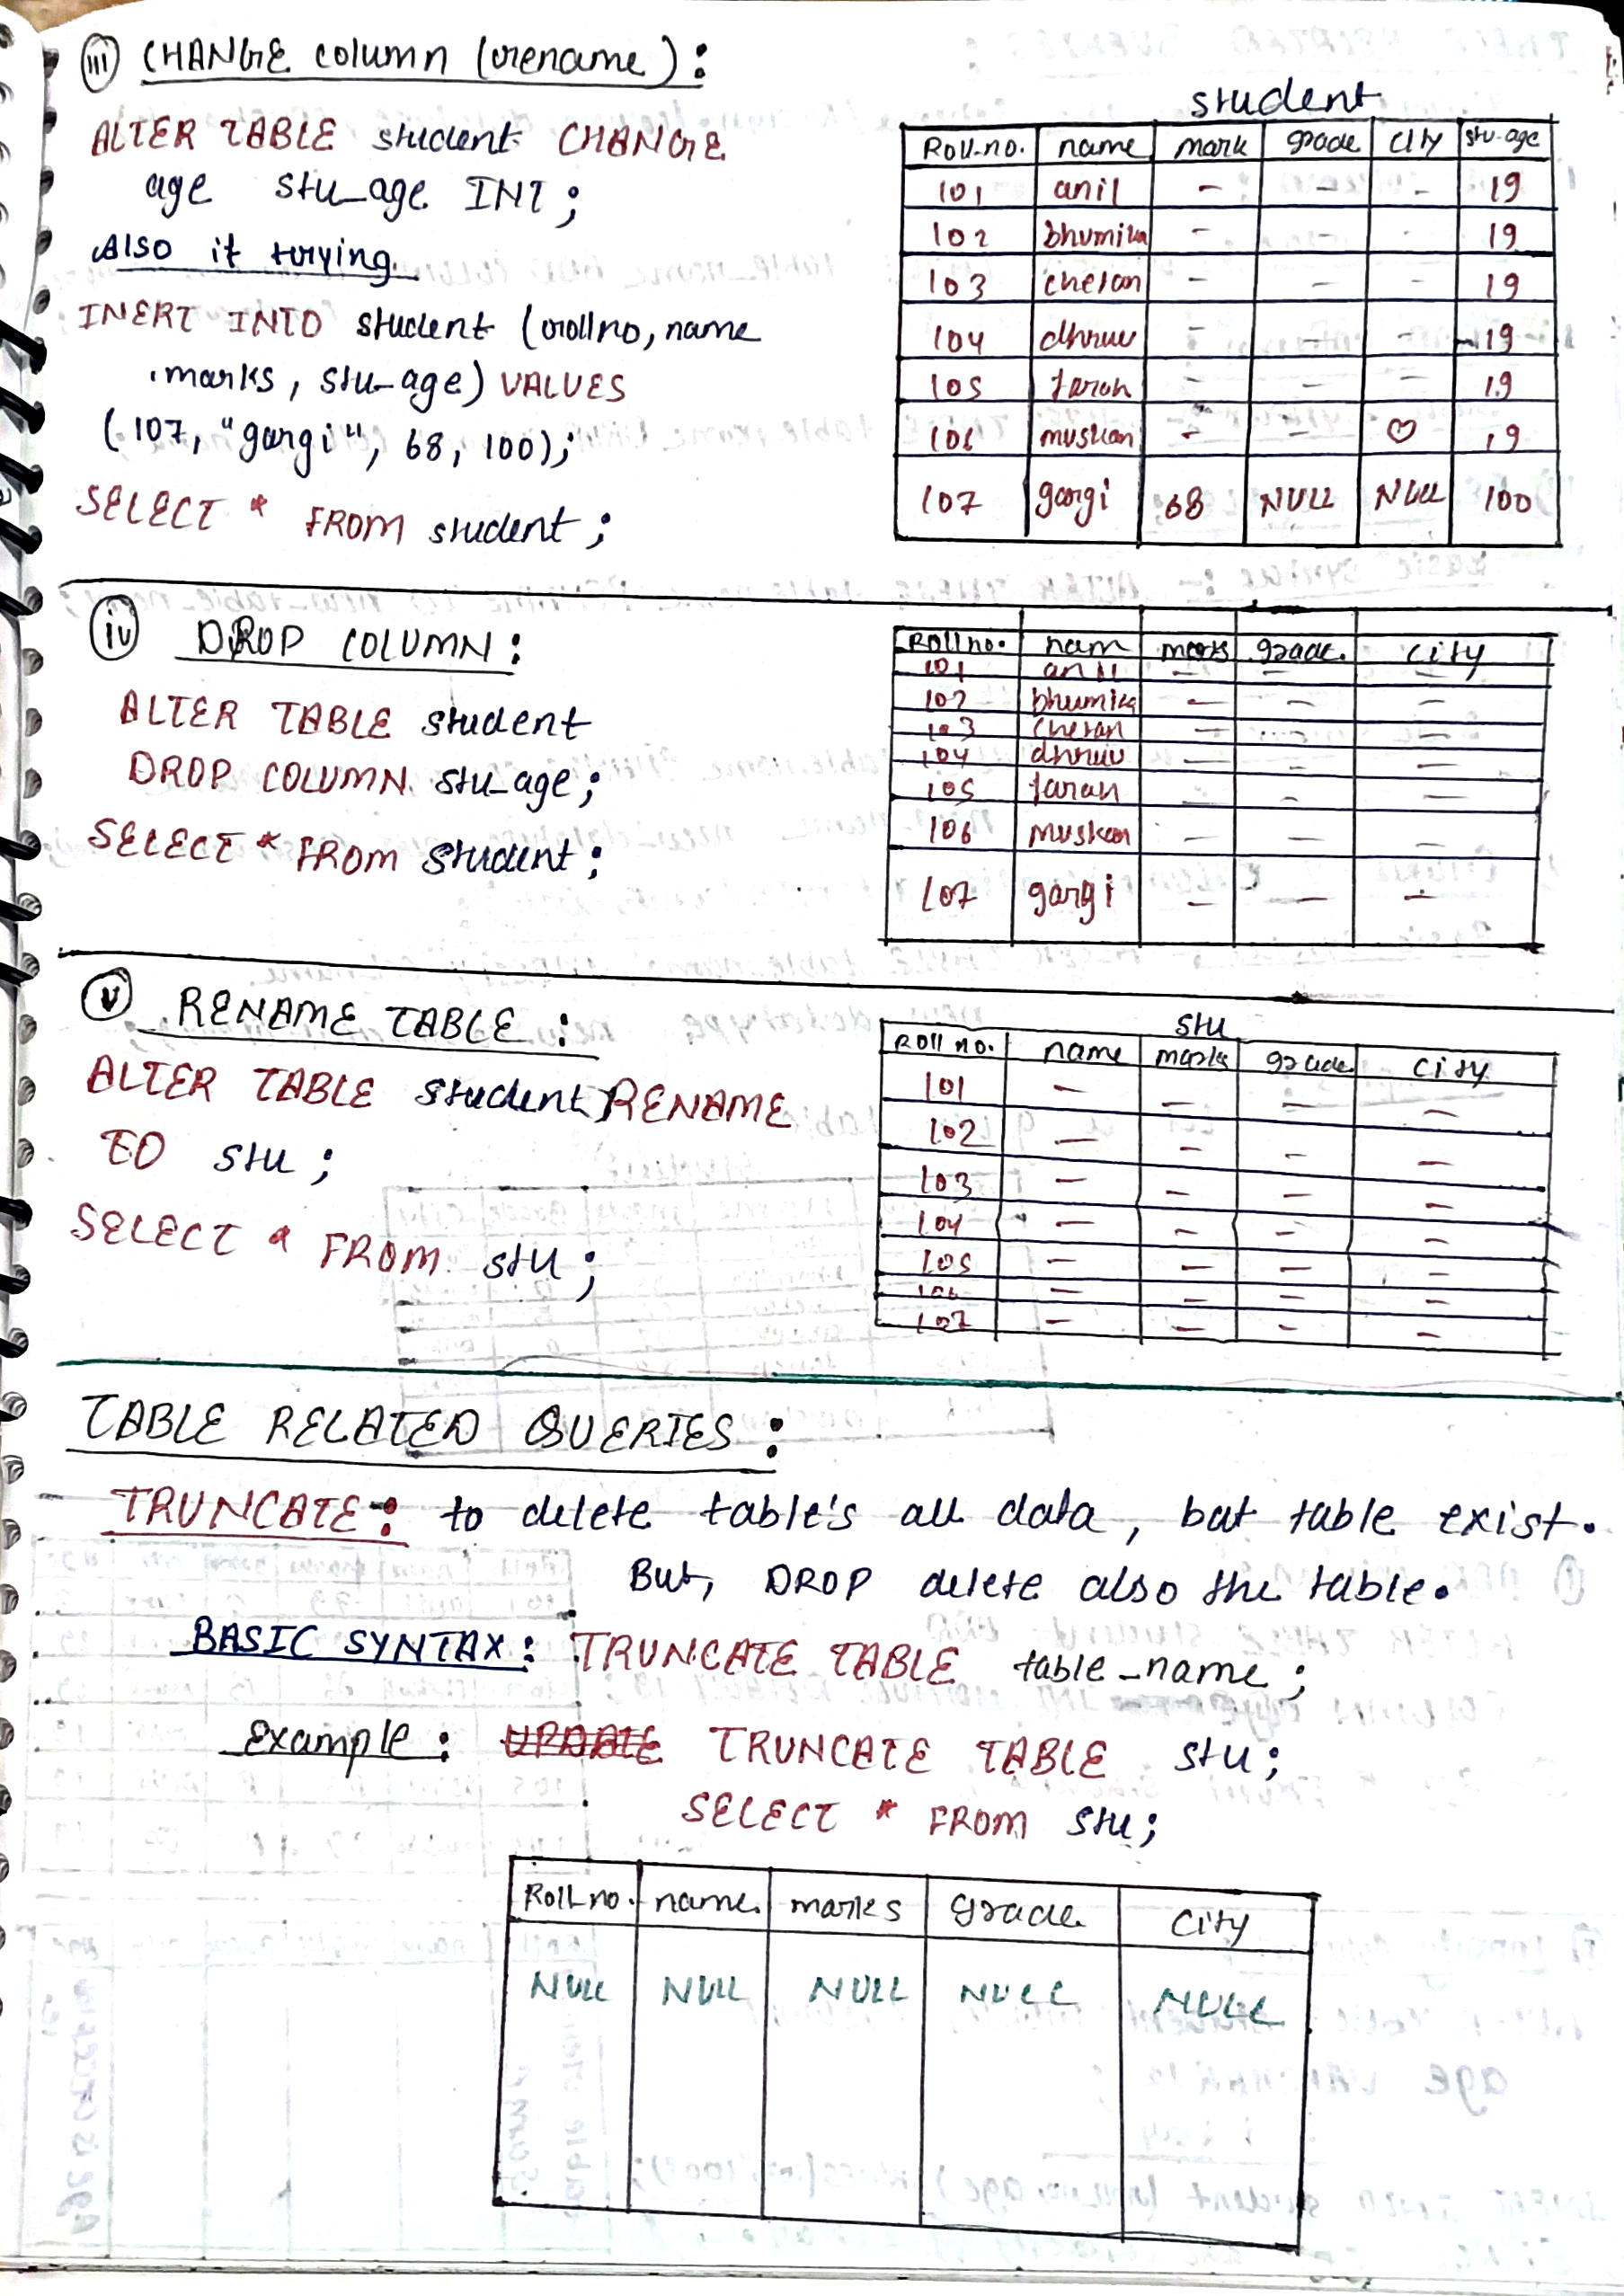 iii CHANGE column (rename):
ALTER TABLE student CHANGE
age stu_age INT;
Also it trying
INERT INTO student (rollno, name
marks, stu-age) VALUES
(107, "gargi", 68, 100);
SELECT * FROM student;
student
Roll-no. name mark grade city stu-age
101 anil - - - 19
102 bhumika - - - 19
103 chetan - - - 19
104 dhruv - - - 19
105 farah - - - 19
106 muskan - - ♡ 19
107 gargi 68 NULL NULL 100
iv DROP COLUMN:
ALTER TABLE student
DROP COLUMN stu_age;
SELECT * FROM student;
Rollno. nam marks grade. city
101 anil - - -
102 bhumika - - -
103 chetan - - -
104 dhruv - - -
105 farah - - -
106 muskan - - -
107 gargi - - -
v RENAME TABLE:
ALTER TABLE student RENAME
TO stu;
SELECT * FROM stu;
stu
Roll no. name marks grade city
101 - - - -
102 - - - -
103 - - - -
104 - - - -
105 - - - -
106 - - - -
107 - - - -
TABLE RELATED QUERIES:
TRUNCATE: to delete table's all data, but table exist.
But, DROP delete also the table.
BASIC SYNTAX: TRUNCATE TABLE table_name;
Example: UPDATE TRUNCATE TABLE stu;
SELECT * FROM stu;
Rollno. name. marks grade. city
NULL NULL NULL NULL NULL